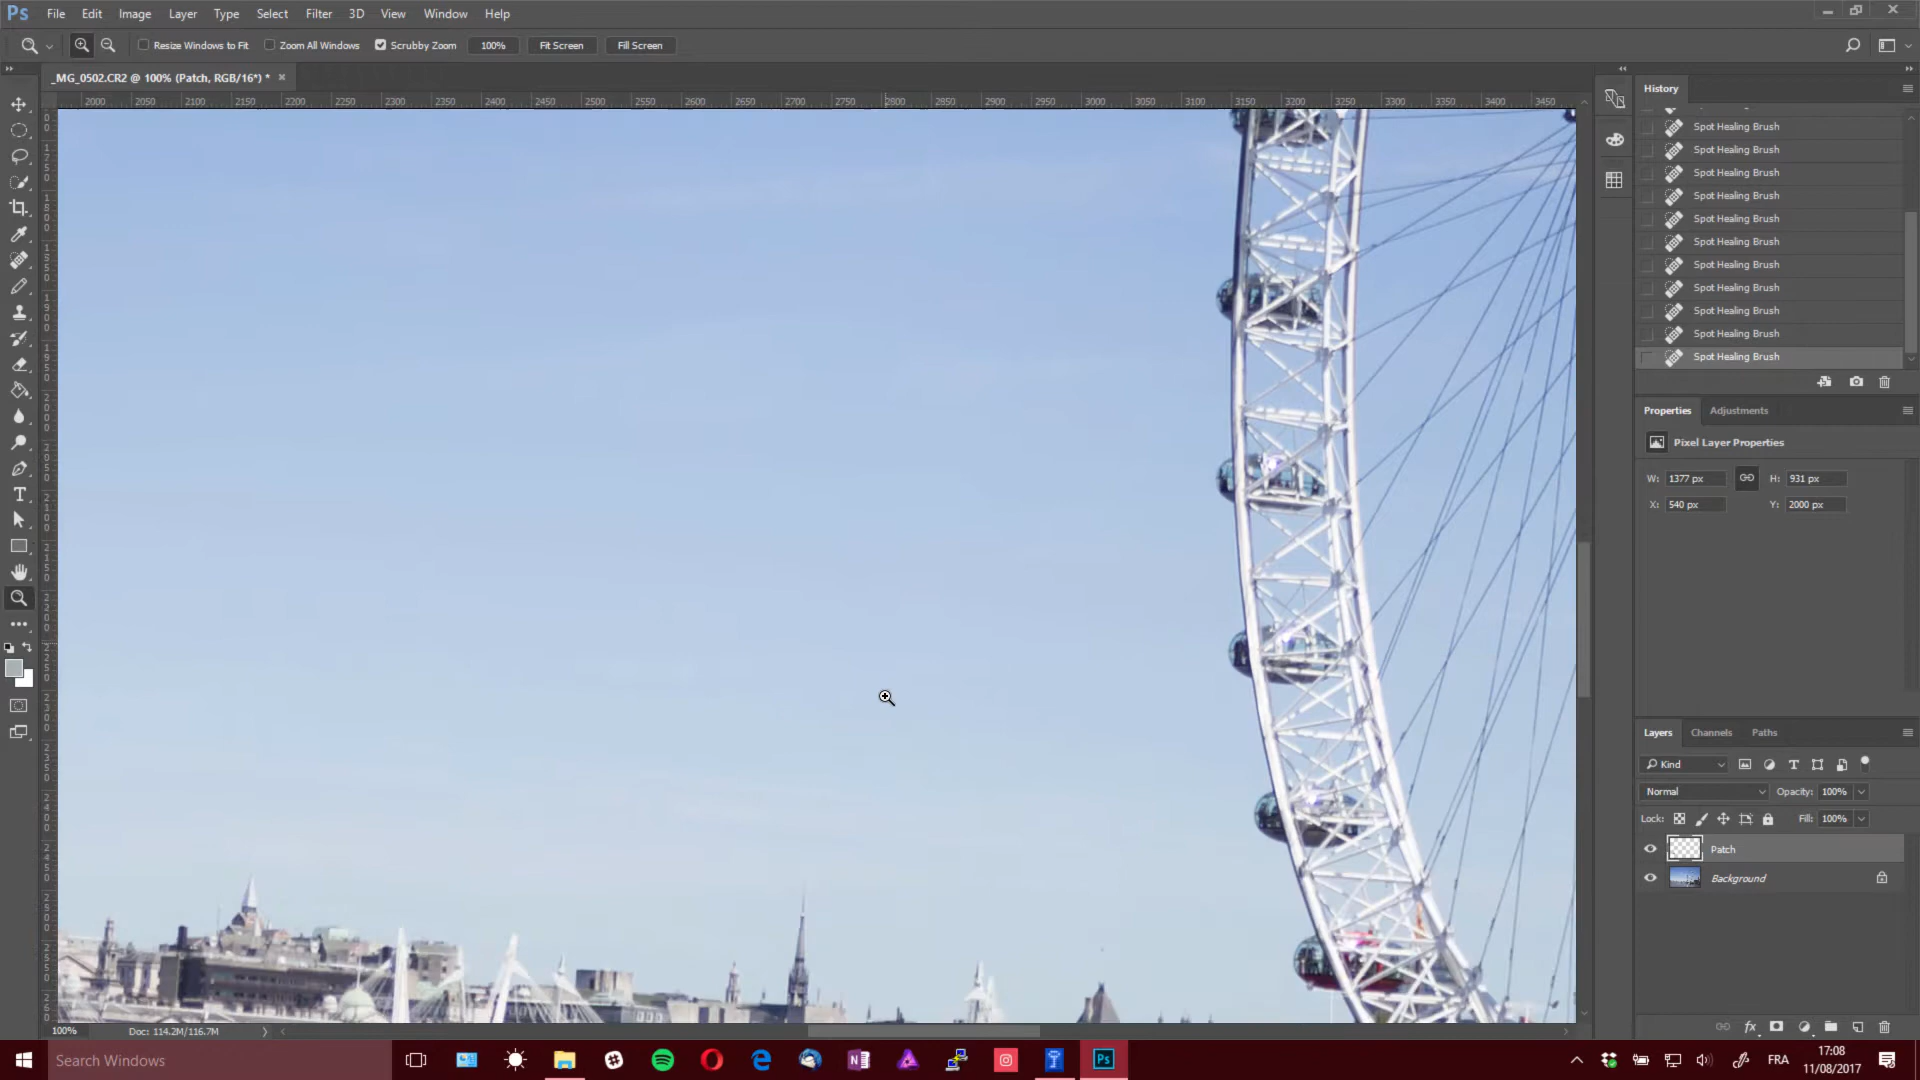 Ps File Edit Image Layer Type Select Filter 3D View Window Help
Resize Windows to Fit Zoom All Windows Scrubby Zoom 100% Fit Screen Fill Screen
_MG_0502.CR2 @ 100% (Patch, RGB/16*) *
2000 2050 2100 2150 2200 2250 2300 2350 2400 2450 2500 2550 2600 2650 2700 2750 2800 2850 2900 2950 3000 3050 3100 3150 3200 3250 3300 3350 3400 3450
History
Spot Healing Brush
Spot Healing Brush
Spot Healing Brush
Spot Healing Brush
Spot Healing Brush
Spot Healing Brush
Spot Healing Brush
Spot Healing Brush
Spot Healing Brush
Spot Healing Brush
Spot Healing Brush
Properties Adjustments
Pixel Layer Properties
W: 1377 px H: 931 px
X: 540 px Y: 2000 px
Layers Channels Paths
Kind
Normal Opacity: 100%
Lock: Fill: 100%
Patch
Background
100% Doc: 114.2M/116.7M
Search Windows
Ps
FRA
17:08
11/08/2017